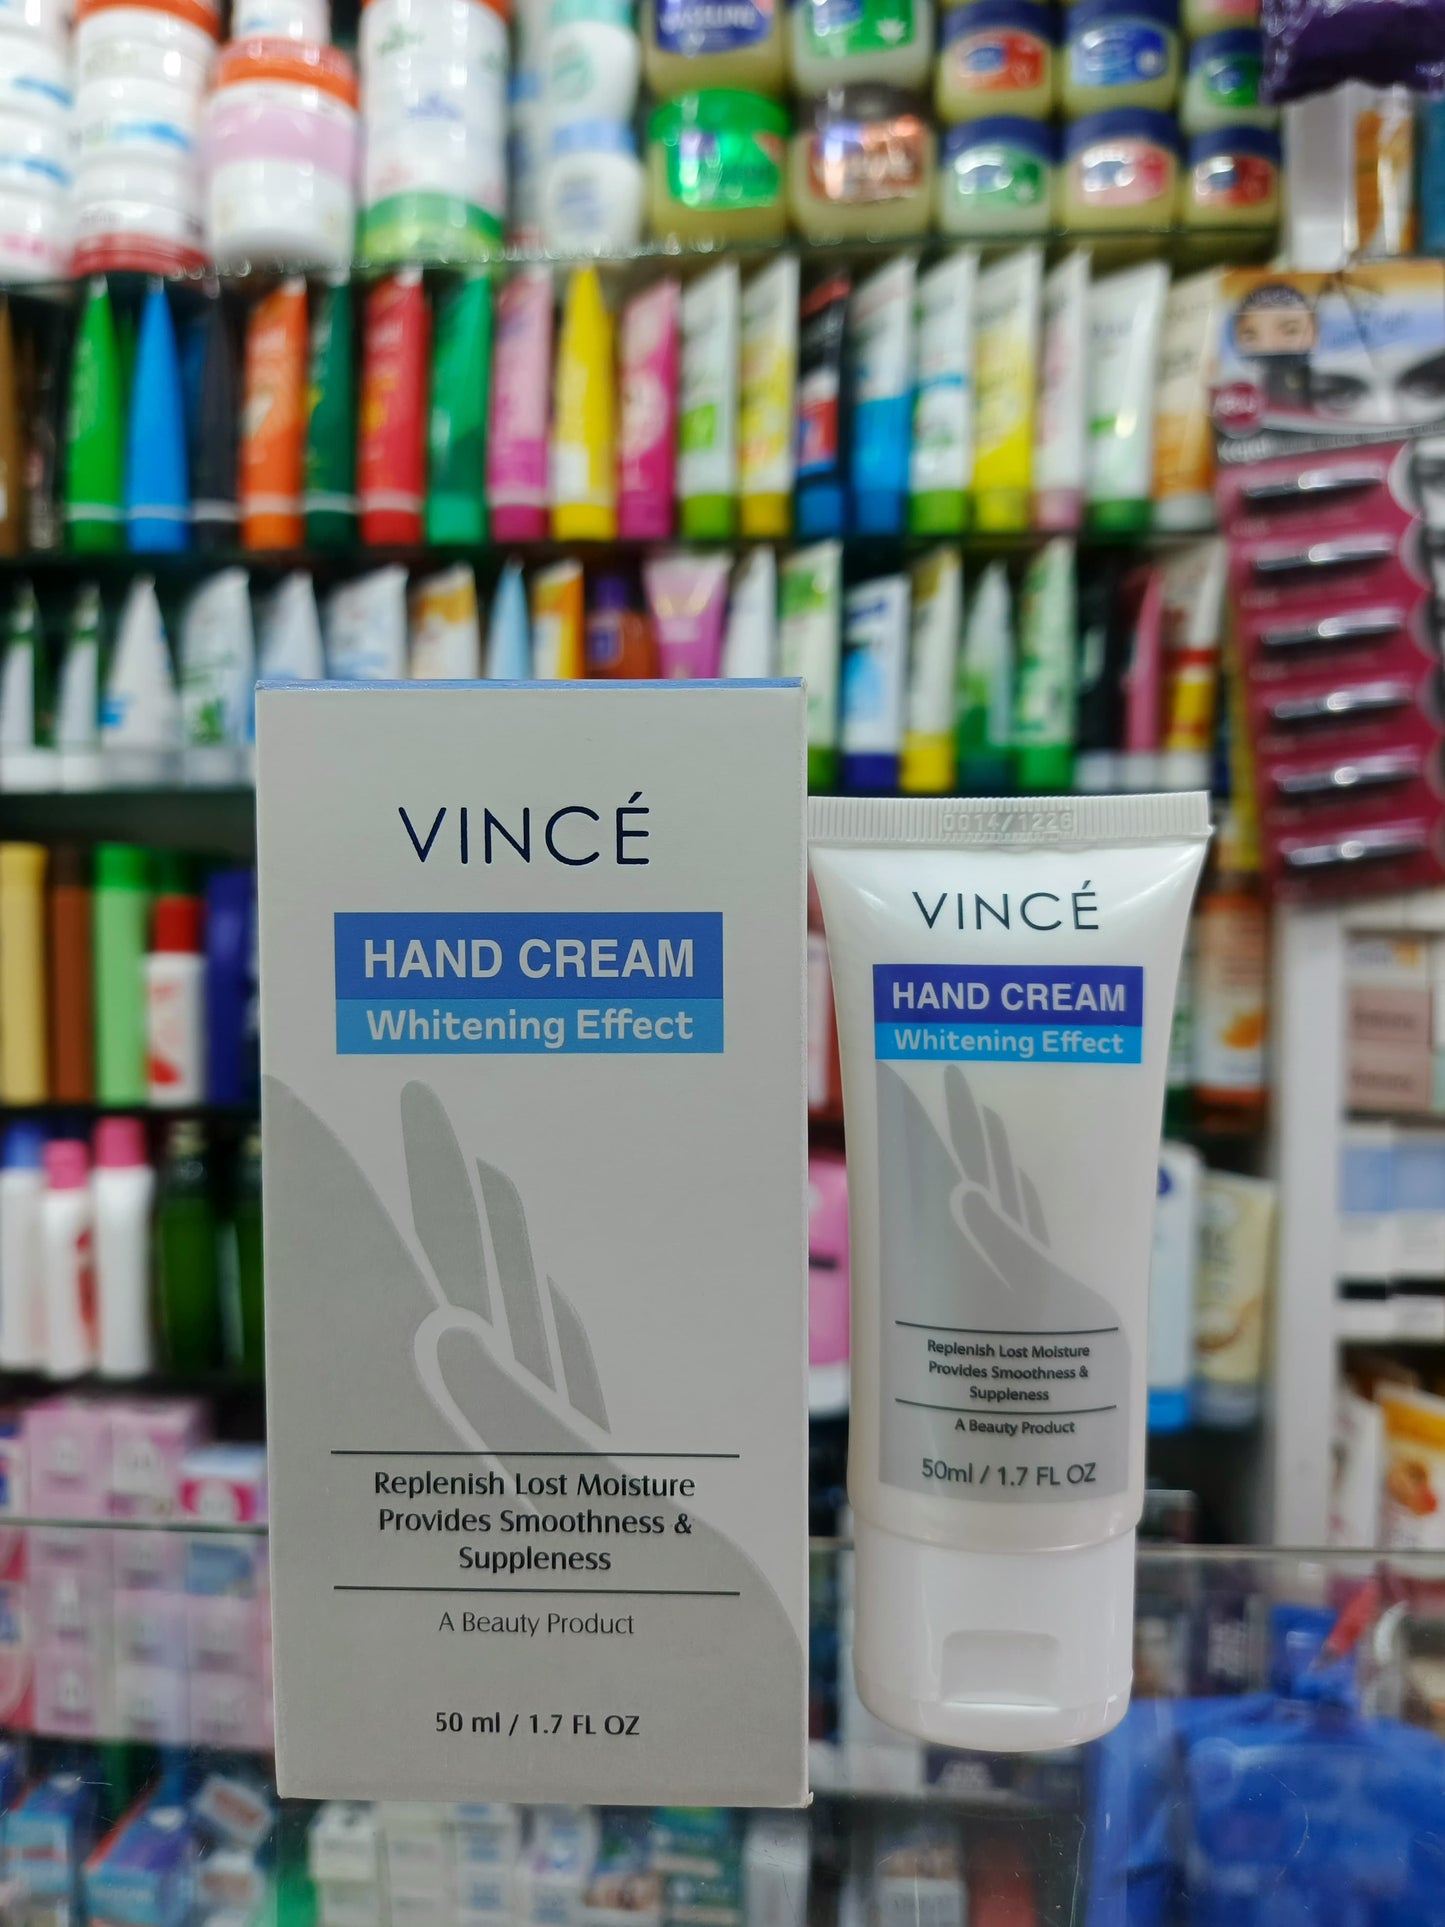 VINCÉ
HAND CREAM
Whitening Effect
Replenish Lost Moisture
Provides Smoothness &
Suppleness
A Beauty Product
50 ml / 1.7 FL OZ
0014/1226
VINCÉ
HAND CREAM
Whitening Effect
Replenish Lost Moisture
Provides Smoothness &
Suppleness
A Beauty Product
50ml / 1.7 FL OZ